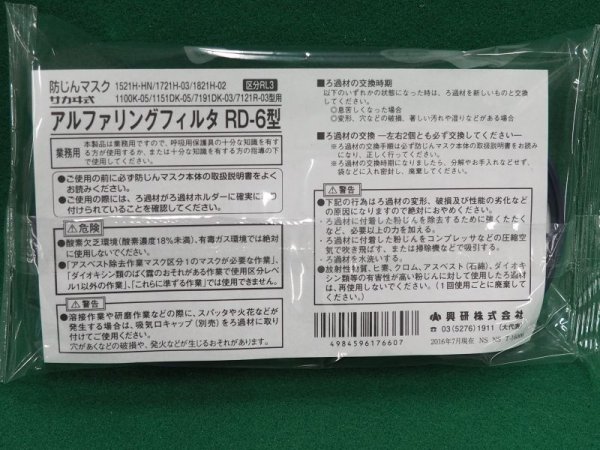 防じんマスク 1521H-HN/1721H-03/1821H-02 区分RL3
サカヰ式 1100K-05/1151DK-05/7191DK-03/7121R-03型用
アルファリングフィルタ RD-6型
業務用 本製品は業務用ですので、呼吸用保護具の十分な知識を有する方が使用するか、または十分な知識を有する方の指導の下で使用してください。
●ご使用の前に必ず防じんマスク本体の取扱説明書をよく
お読みください。
●ご使用の際には、ろ過材がろ過材ホルダーに確実に取り
付けられていることを確認してください。
⚠危険
●酸素欠乏環境(酸素濃度18%未満)、有毒ガス環境では絶対
に使用しないでください。
●「アスベスト除去作業マスク区分1のマスクが必要な作業」、
「ダイオキシン類のばく露のおそれがある作業で使用区分レベ
ル1以外の作業」、「これらに準ずる作業」では使用できません。
⚠警告
●溶接作業や研磨作業などの際に、スパッタや火花などが
発生する場合は、吸気口キャップ(別売)をろ過材に取り
付けてご使用ください。
穴があくなどの破損や、発火などが生じるおそれがあります。
■ろ過材の交換時期
以下のいずれかの状態になった時は、ろ過材を新しいものと交換
してください。
◎息苦しくなった場合
◎変形、穴などの破損、著しい汚れや湿りなどがある場合
■ろ過材の交換 ―左右2個とも必ず交換してください―
※ろ過材の交換手順は必ず防じんマスク本体の取扱説明書をお読
みになり、正しく行ってください。
※ろ過材の交換時期になりましたら、分解やお手入れなどせず、
袋などに入れ密封し、廃棄してください。
⚠警告
●下記の行為はろ過材の変形、破損及び性能の劣化など
の原因になりますので絶対におやめください。
・ろ過材に付着した粉じんを除去するために強くたたく
など、必要以上の力を加える。
・ろ過材に付着した粉じんをコンプレッサなどの圧縮空
気で吹き飛ばす、または掃除機などで吸引する。
・ろ過材を水洗いする。
●放射性物質、ヒ素、クロム、アスベスト(石綿)、ダイオキ
シン類等の有害性が高い粉じんに対して使用したろ過材
は、再使用しないでください。(1回使用ごとに廃棄して
ください。)
4984596176607
興研株式会社
☎ 03(5276)1911(大代表)
2016年7月現在 NS NS